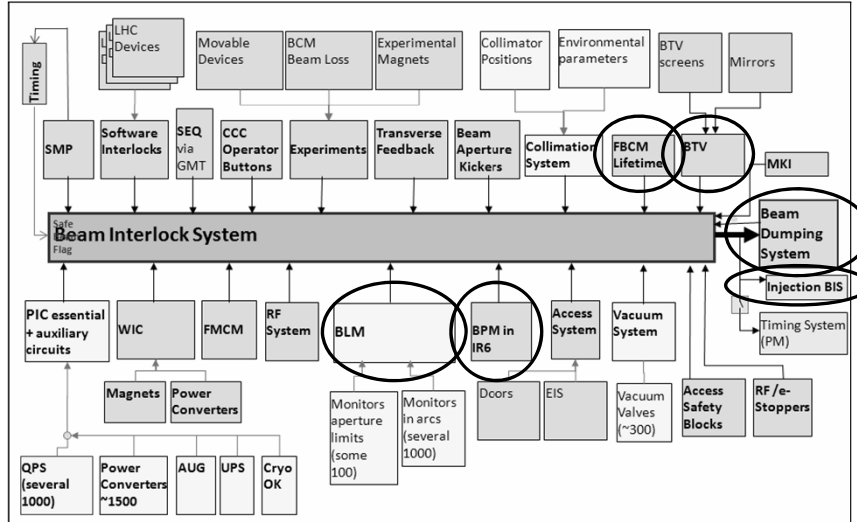 LHC
Devices
L
D
Movable
Devices
BCM
Beam Loss
Experimental
Magnets
Collimator
Positions
Environmental
parameters
BTV
screens
Mirrors
Timing
SMP
Software
Interlocks
SEQ
via
GMT
CCC
Operator
Buttons
Experiments
Transverse
Feedback
Beam
Aperture
Kickers
Collimation
System
FBCM
Lifetime
BTV
MKI
Safe
Flag
Beam Interlock System
Beam
Dumping
System
Injection BIS
Timing System
(PM)
PIC essential
+ auxiliary
circuits
WIC
FMCM
RF
System
BLM
BPM in
IR6
Access
System
Vacuum
System
Magnets
Power
Converters
Monitors
aperture
limits
(some
100)
Monitors
in arcs
(several
1000)
Doors
EIS
Vacuum
Valves
(~300)
Access
Safety
Blocks
RF /e-
Stoppers
QPS
(several
1000)
Power
Converters
~1500
AUG
UPS
Cryo
OK